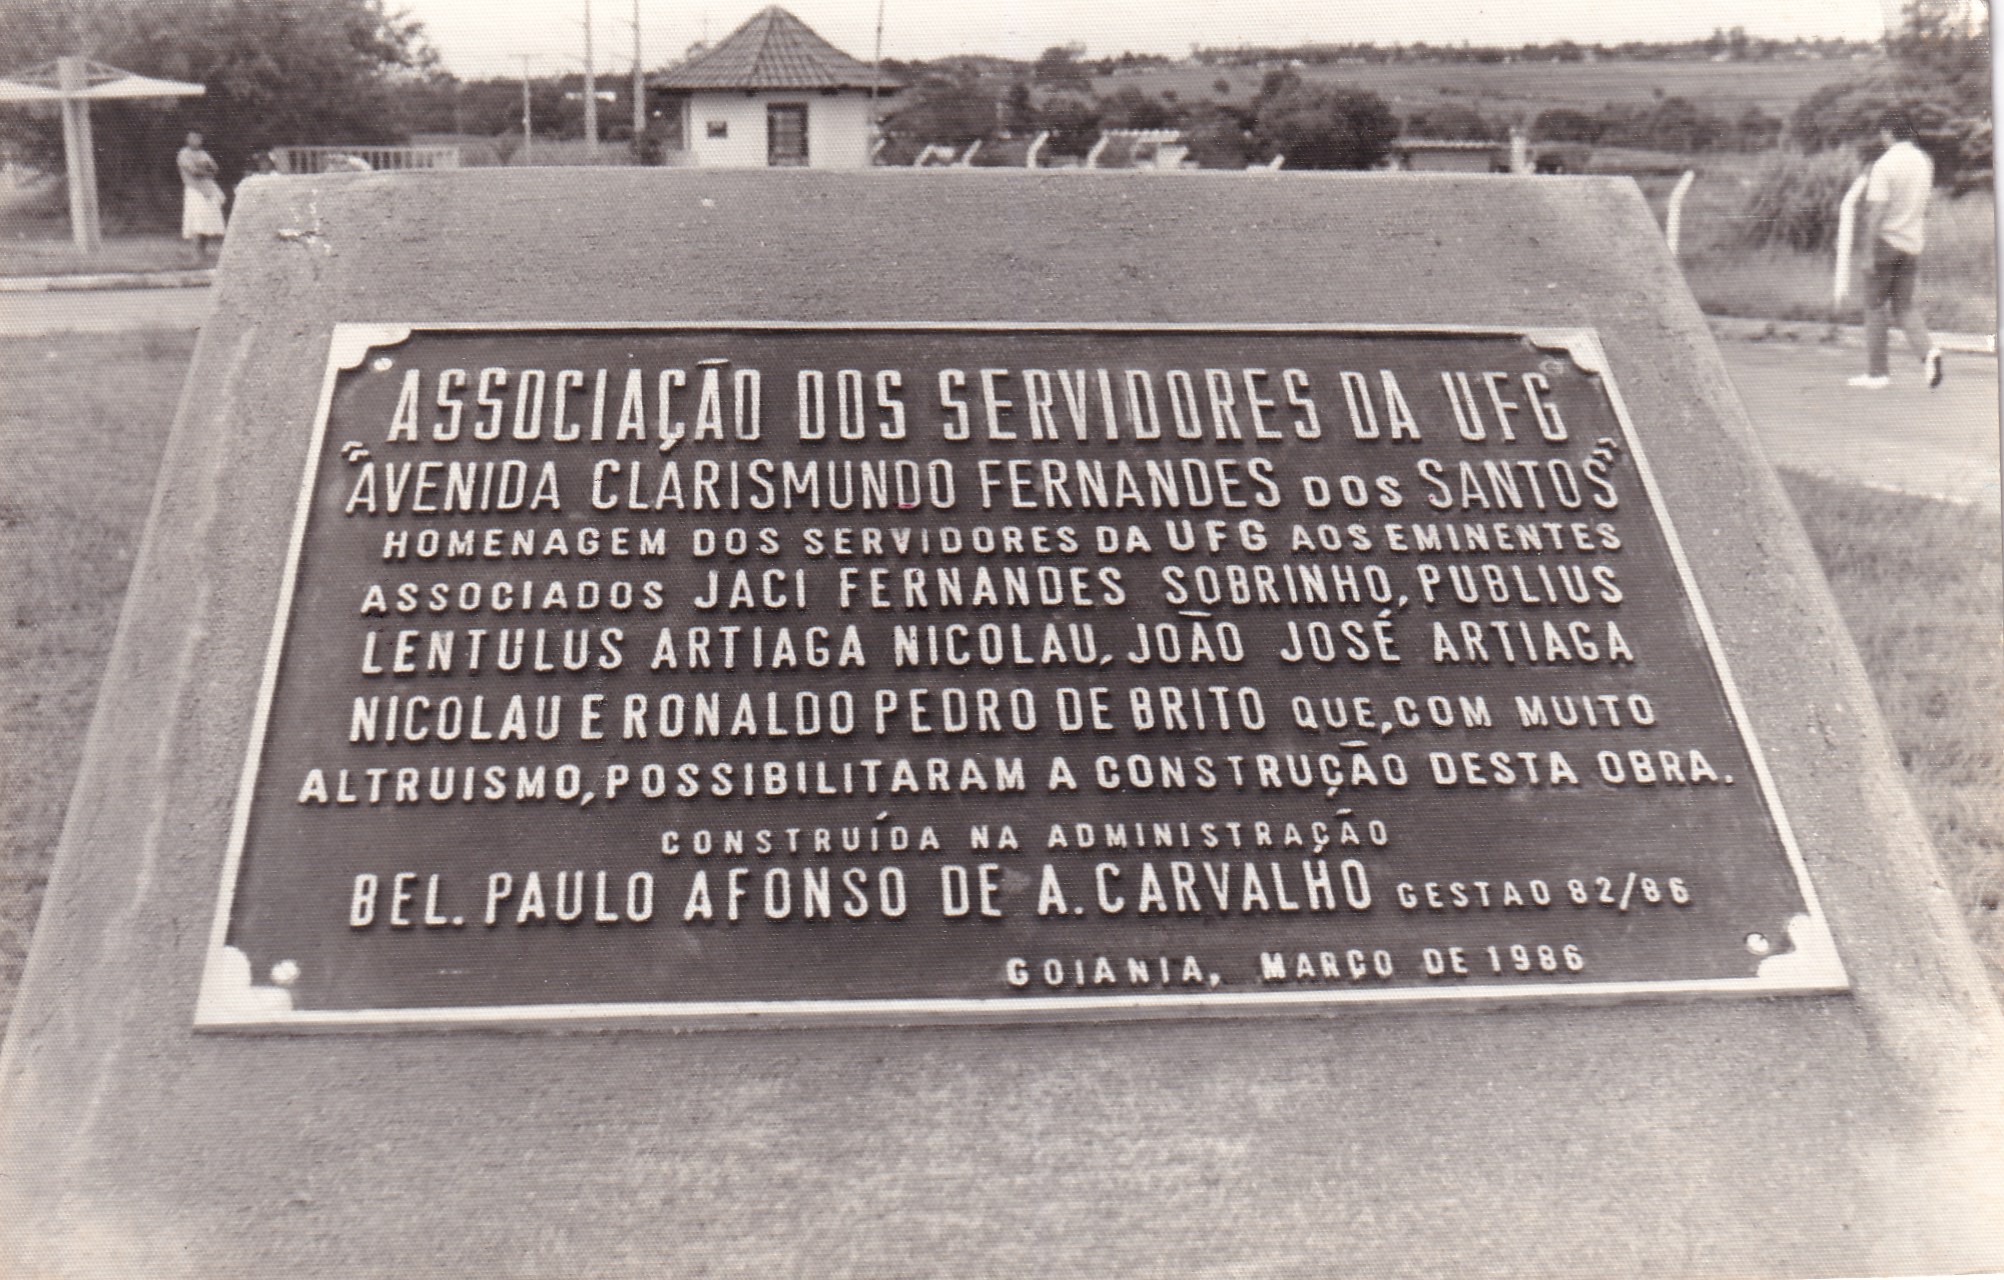 ASSOCIAÇÃO DOS SERVIDORES DA UFG
"AVENIDA CLARISMUNDO FERNANDES DOS SANTOS"
HOMENAGEM DOS SERVIDORES DA UFG AOS EMINENTES
ASSOCIADOS JACI FERNANDES SOBRINHO, PUBLIUS
LENTULUS ARTIAGA NICOLAU, JOÃO JOSÉ ARTIAGA
NICOLAU E RONALDO PEDRO DE BRITO QUE, COM MUITO
ALTRUISMO, POSSIBILITARAM A CONSTRUÇÃO DESTA OBRA.
CONSTRUÍDA NA ADMINISTRAÇÃO
BEL. PAULO AFONSO DE A. CARVALHO GESTAO 82/86
GOIANIA, MARÇO DE 1986